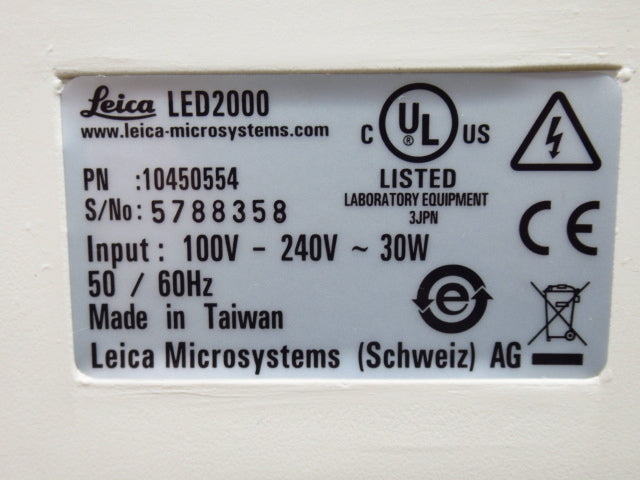 Leica LED2000
www.leica-microsystems.com
C UL ® US
LISTED
LABORATORY EQUIPMENT
3JPN
PN :10450554
S/No: 5788358
Input : 100V - 240V ~ 30W
50 / 60Hz
Made in Taiwan
Leica Microsystems (Schweiz) AG
CE
e